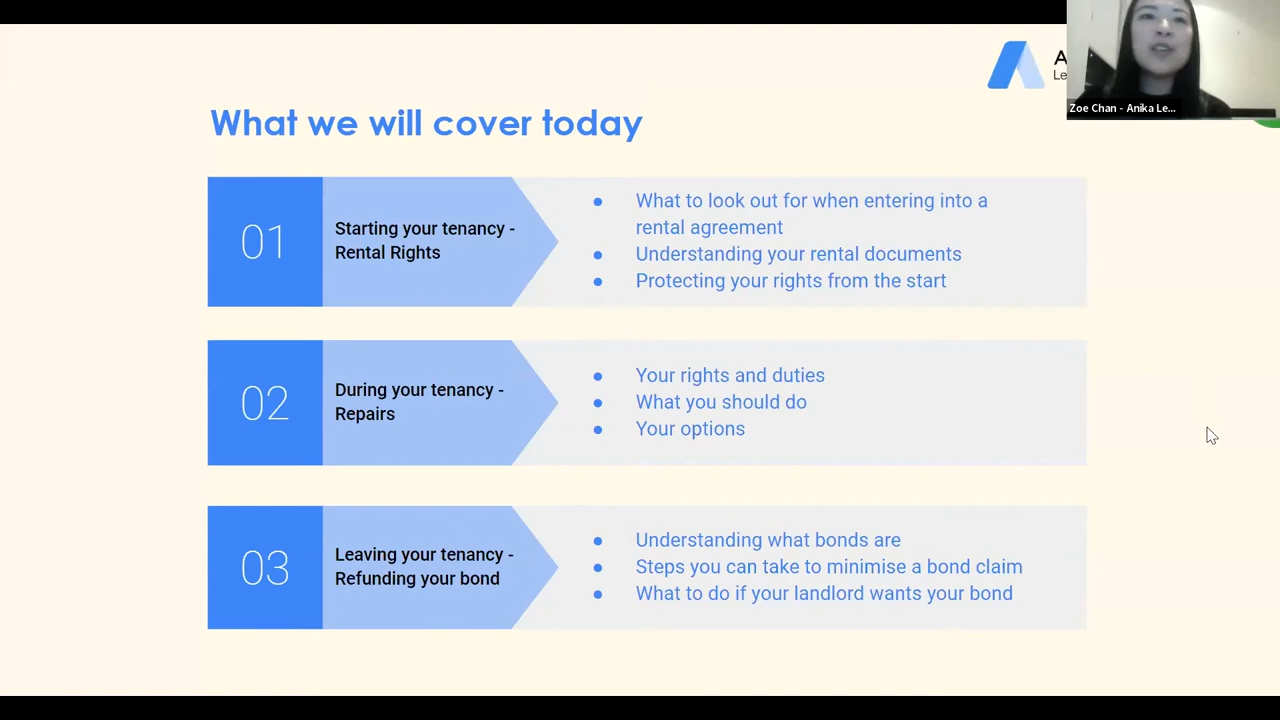 A
Le
Zoe Chan - Anika Le...
What we will cover today
01
Starting your tenancy -
Rental Rights
● What to look out for when entering into a
rental agreement
● Understanding your rental documents
● Protecting your rights from the start
02
During your tenancy -
Repairs
● Your rights and duties
● What you should do
● Your options
03
Leaving your tenancy -
Refunding your bond
● Understanding what bonds are
● Steps you can take to minimise a bond claim
● What to do if your landlord wants your bond